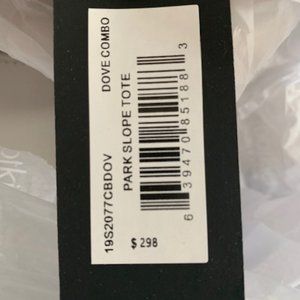 19S2077CBDOV DOVE COMBO
PARK SLOPE TOTE
6 39470 85188 3
$ 298